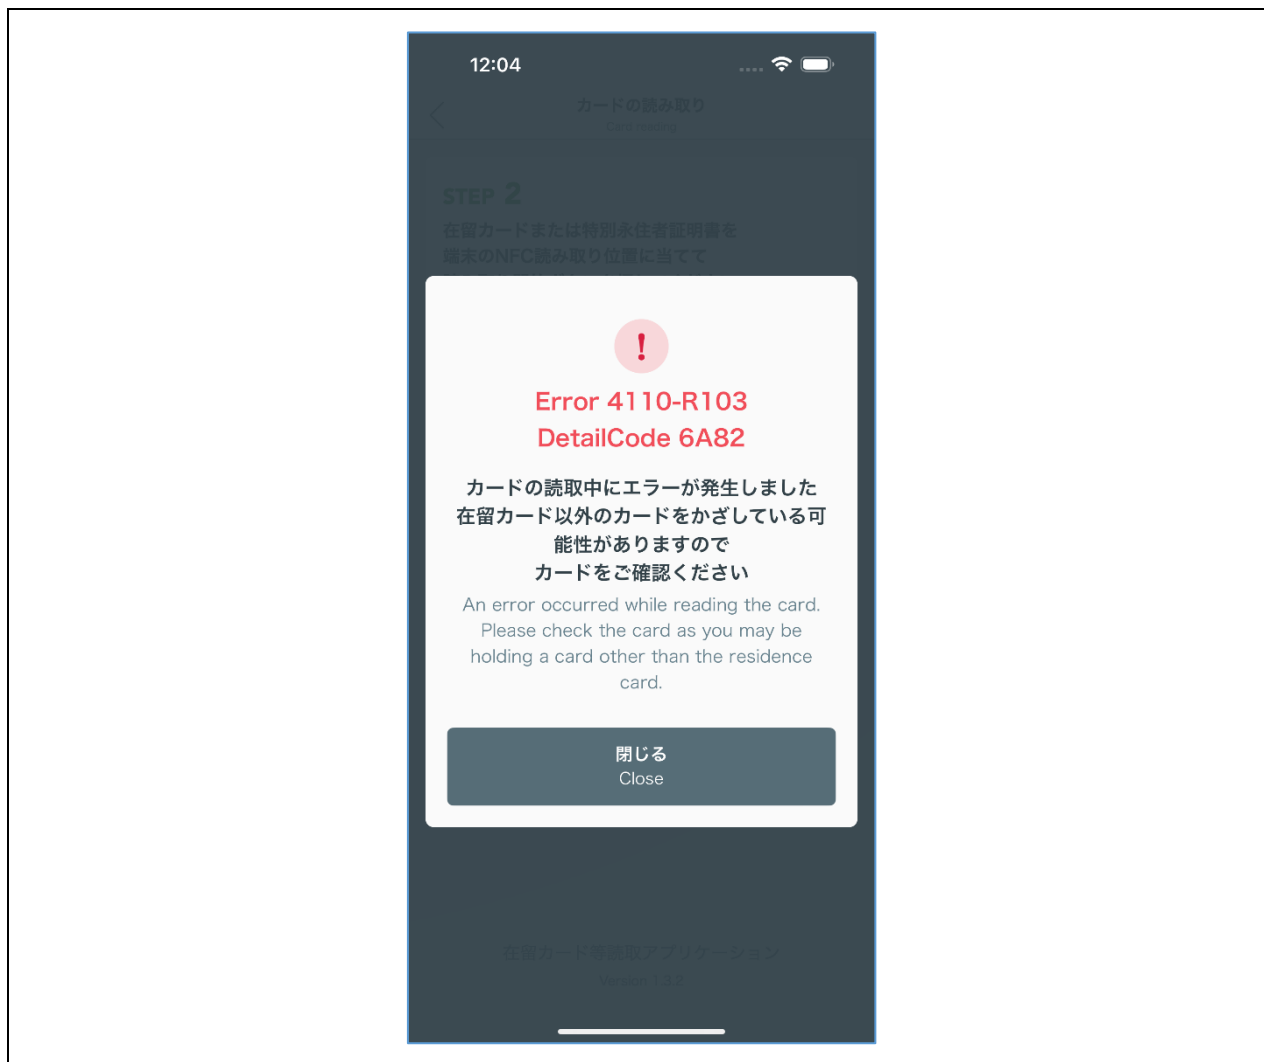 12:04
カードの読み取り
Card reading
STEP 2
在留カードまたは特別永住者証明書を
端末のNFC読み取り位置に当てて
Error 4110-R103
DetailCode 6A82
カードの読取中にエラーが発生しました
在留カード以外のカードをかざしている可
能性がありますので
カードをご確認ください
An error occurred while reading the card.
Please check the card as you may be
holding a card other than the residence
card.
閉じる
Close
在留カード等読取アプリケーション
Version 1.3.2